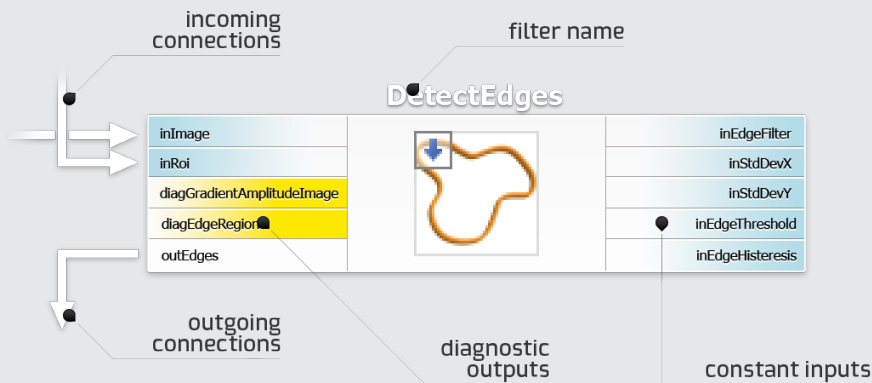 incoming
connections
filter name
DetectEdges
inImage
inRoi
diagGradientAmplitudeImage
diagEdgeRegion
outEdges
inEdgeFilter
inStdDevX
inStdDevY
inEdgeThreshold
inEdgeHisteresis
outgoing
connections
diagnostic
outputs
constant inputs